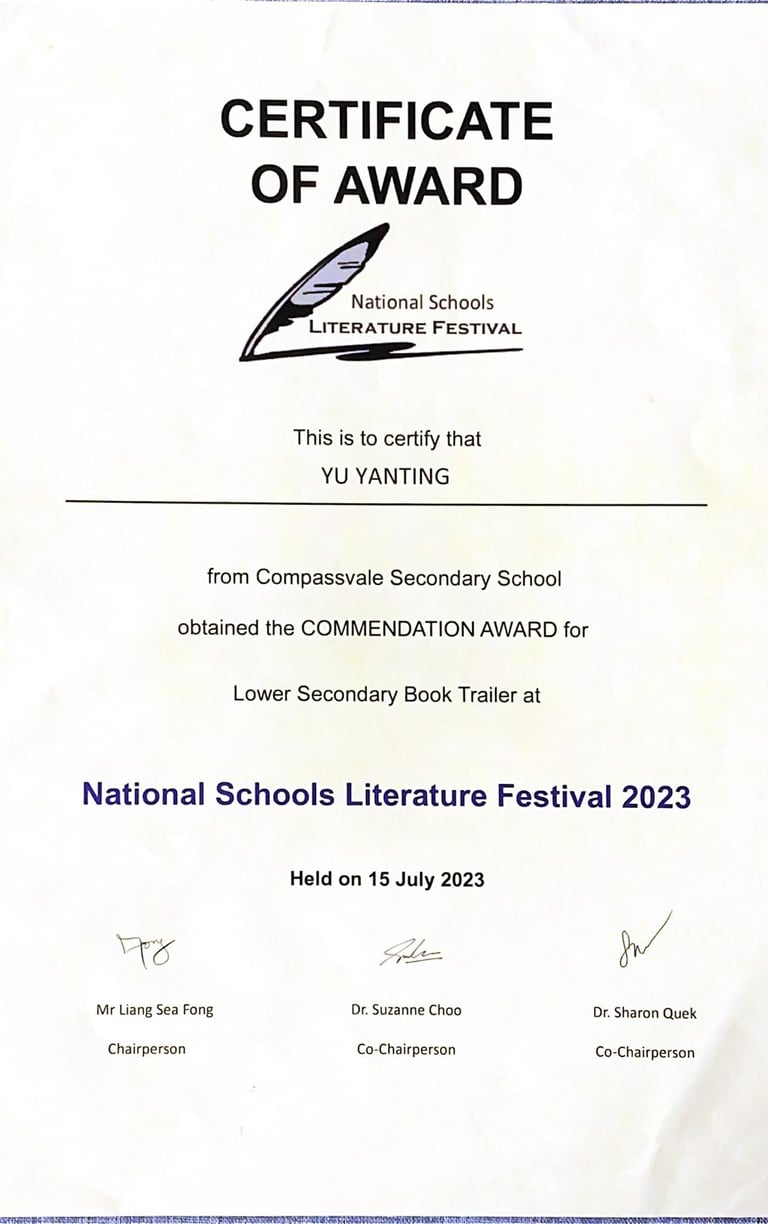 CERTIFICATE
OF AWARD
National Schools
LITERATURE FESTIVAL
This is to certify that
YU YANTING
from Compassvale Secondary School
obtained the COMMENDATION AWARD for
Lower Secondary Book Trailer at
National Schools Literature Festival 2023
Held on 15 July 2023
Mr Liang Sea Fong
Dr. Suzanne Choo
Dr. Sharon Quek
Chairperson
Co-Chairperson
Co-Chairperson